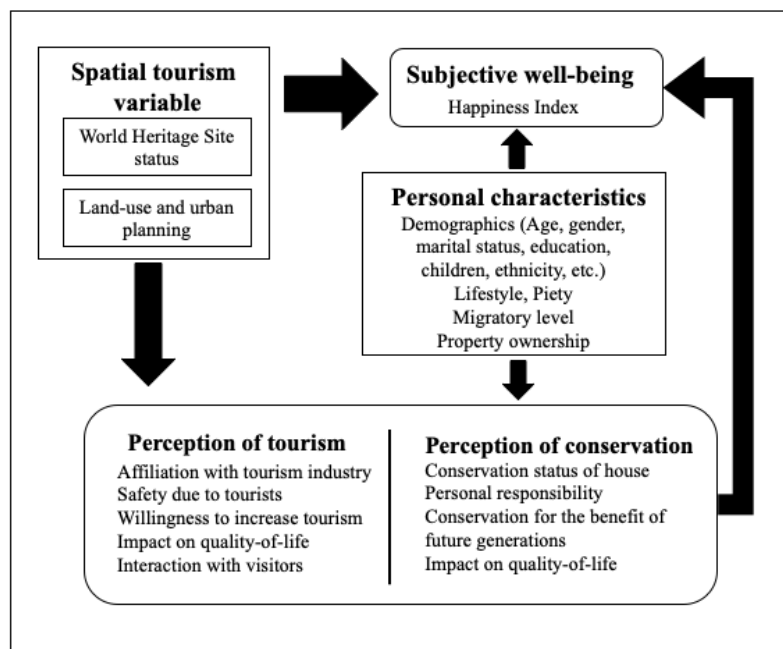 Spatial tourism
variable
World Heritage Site
status
Land-use and urban
planning
Subjective well-being
Happiness Index
Personal characteristics
Demographics (Age, gender,
marital status, education,
children, ethnicity, etc.)
Lifestyle, Piety
Migratory level
Property ownership
Perception of tourism
Affiliation with tourism industry
Safety due to tourists
Willingness to increase tourism
Impact on quality-of-life
Interaction with visitors
Perception of conservation
Conservation status of house
Personal responsibility
Conservation for the benefit of
future generations
Impact on quality-of-life